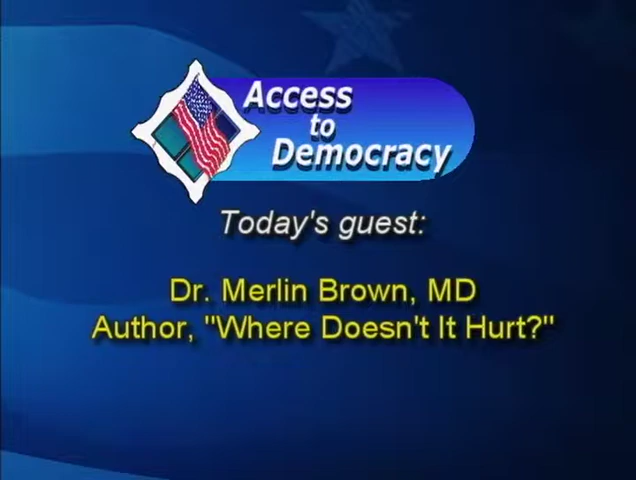 Access
to
Democracy
Today's guest:
Dr. Merlin Brown, MD
Author, "Where Doesn't It Hurt?"